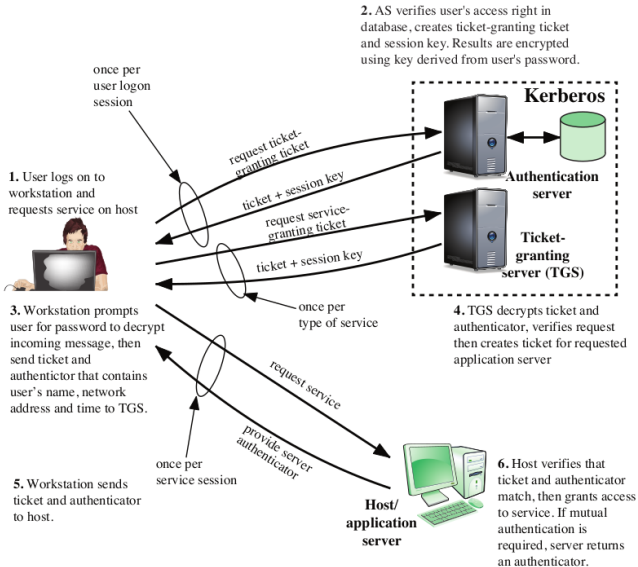 2. AS verifies user's access right in
database, creates ticket-granting ticket
and session key. Results are encrypted
using key derived from user's password.
once per
user logon
session
Kerberos
request ticket-
granting ticket
1. User logs on to
workstation and
requests service on host
ticket + session key
Authentication
server
request service-
granting ticket
ticket + session key
Ticket-
granting
server (TGS)
once per
type of service
3. Workstation prompts
user for password to decrypt
incoming message, then
send ticket and
authentictor that contains
user's name, network
address and time to TGS.
4. TGS decrypts ticket and
authenticator, verifies request
then creates ticket for requested
application server
request service
provide server
authenticator
once per
service session
5. Workstation sends
ticket and authenticator
to host.
Host/
application
server
6. Host verifies that
ticket and authenticator
match, then grants access
to service. If mutual
authentication is
required, server returns
an authenticator.